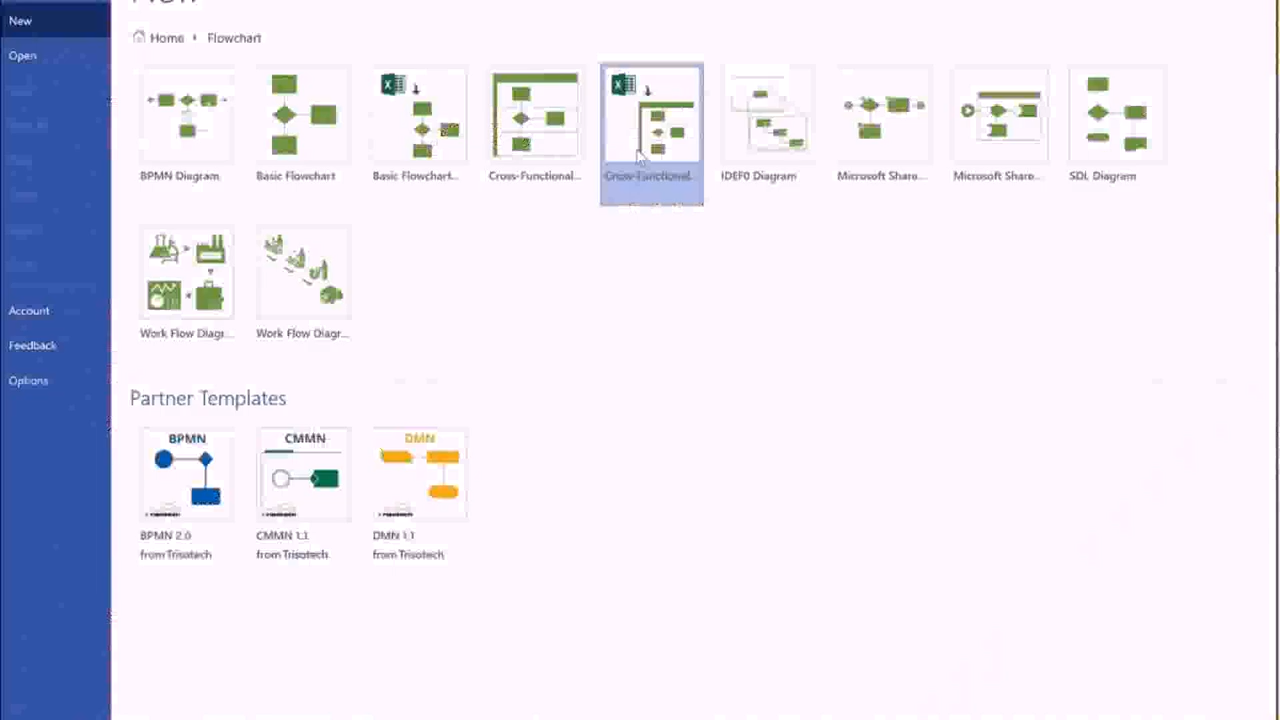 New
Open
Account
Feedback
Options
Home
Flowchart
BPMN Diagram
Basic Flowchart
Basic Flowchart...
Cross-Functional...
Cross-Functional...
IDEF0 Diagram
Microsoft Share...
Microsoft Share...
SDL Diagram
Work Flow Diagr...
Work Flow Diagr...
Partner Templates
BPMN
CMMN
DMN
BPMN 2.0
from Trisotech
CMMN 1.1
from Trisotech
DMN 1.1
from Trisotech